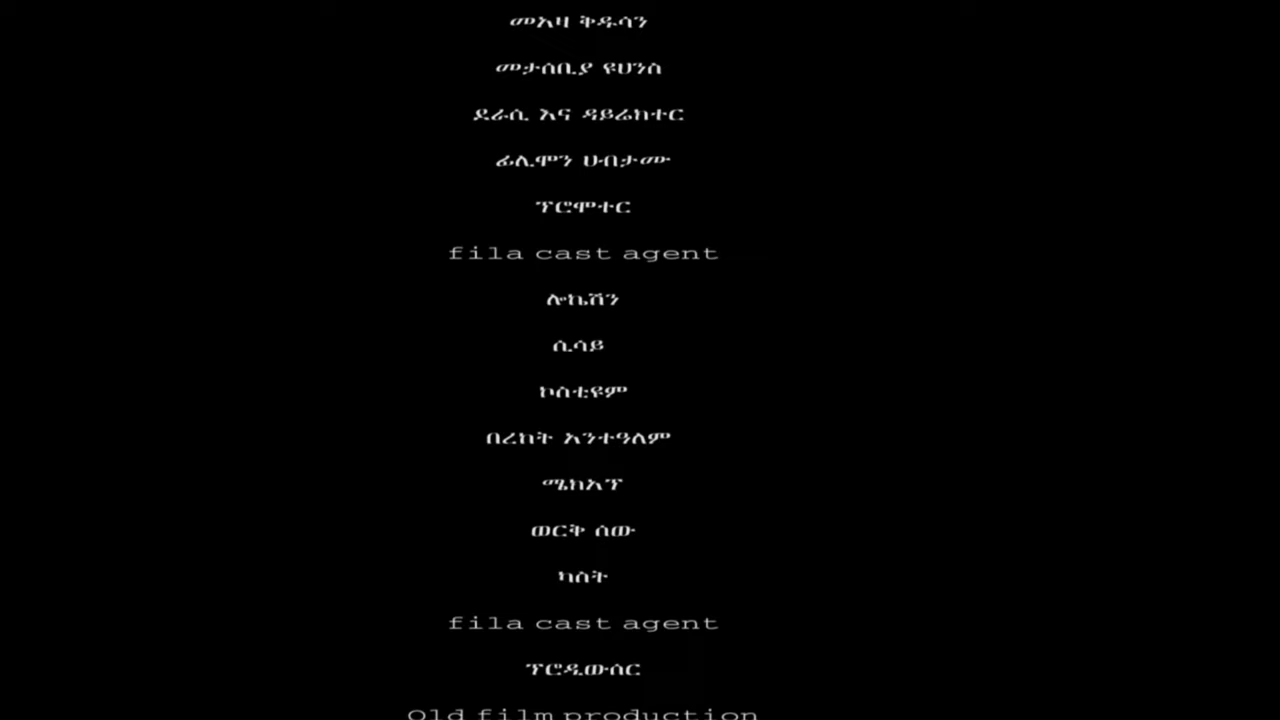 መአዛ ቅዱሳን
መታሰቢያ ዩሀንስ
ደራሲ እና ዳይሬክተር
ፊሊሞን ሀብታሙ
ፕሮሞተር
fila cast agent
ሎኬሽን
ሲሳይ
ኮስቲዩም
በረከት አንተዓለም
ሜክአፕ
ወርቅ ሰው
ካስት
fila cast agent
ፕሮዲውሰር
Old film production